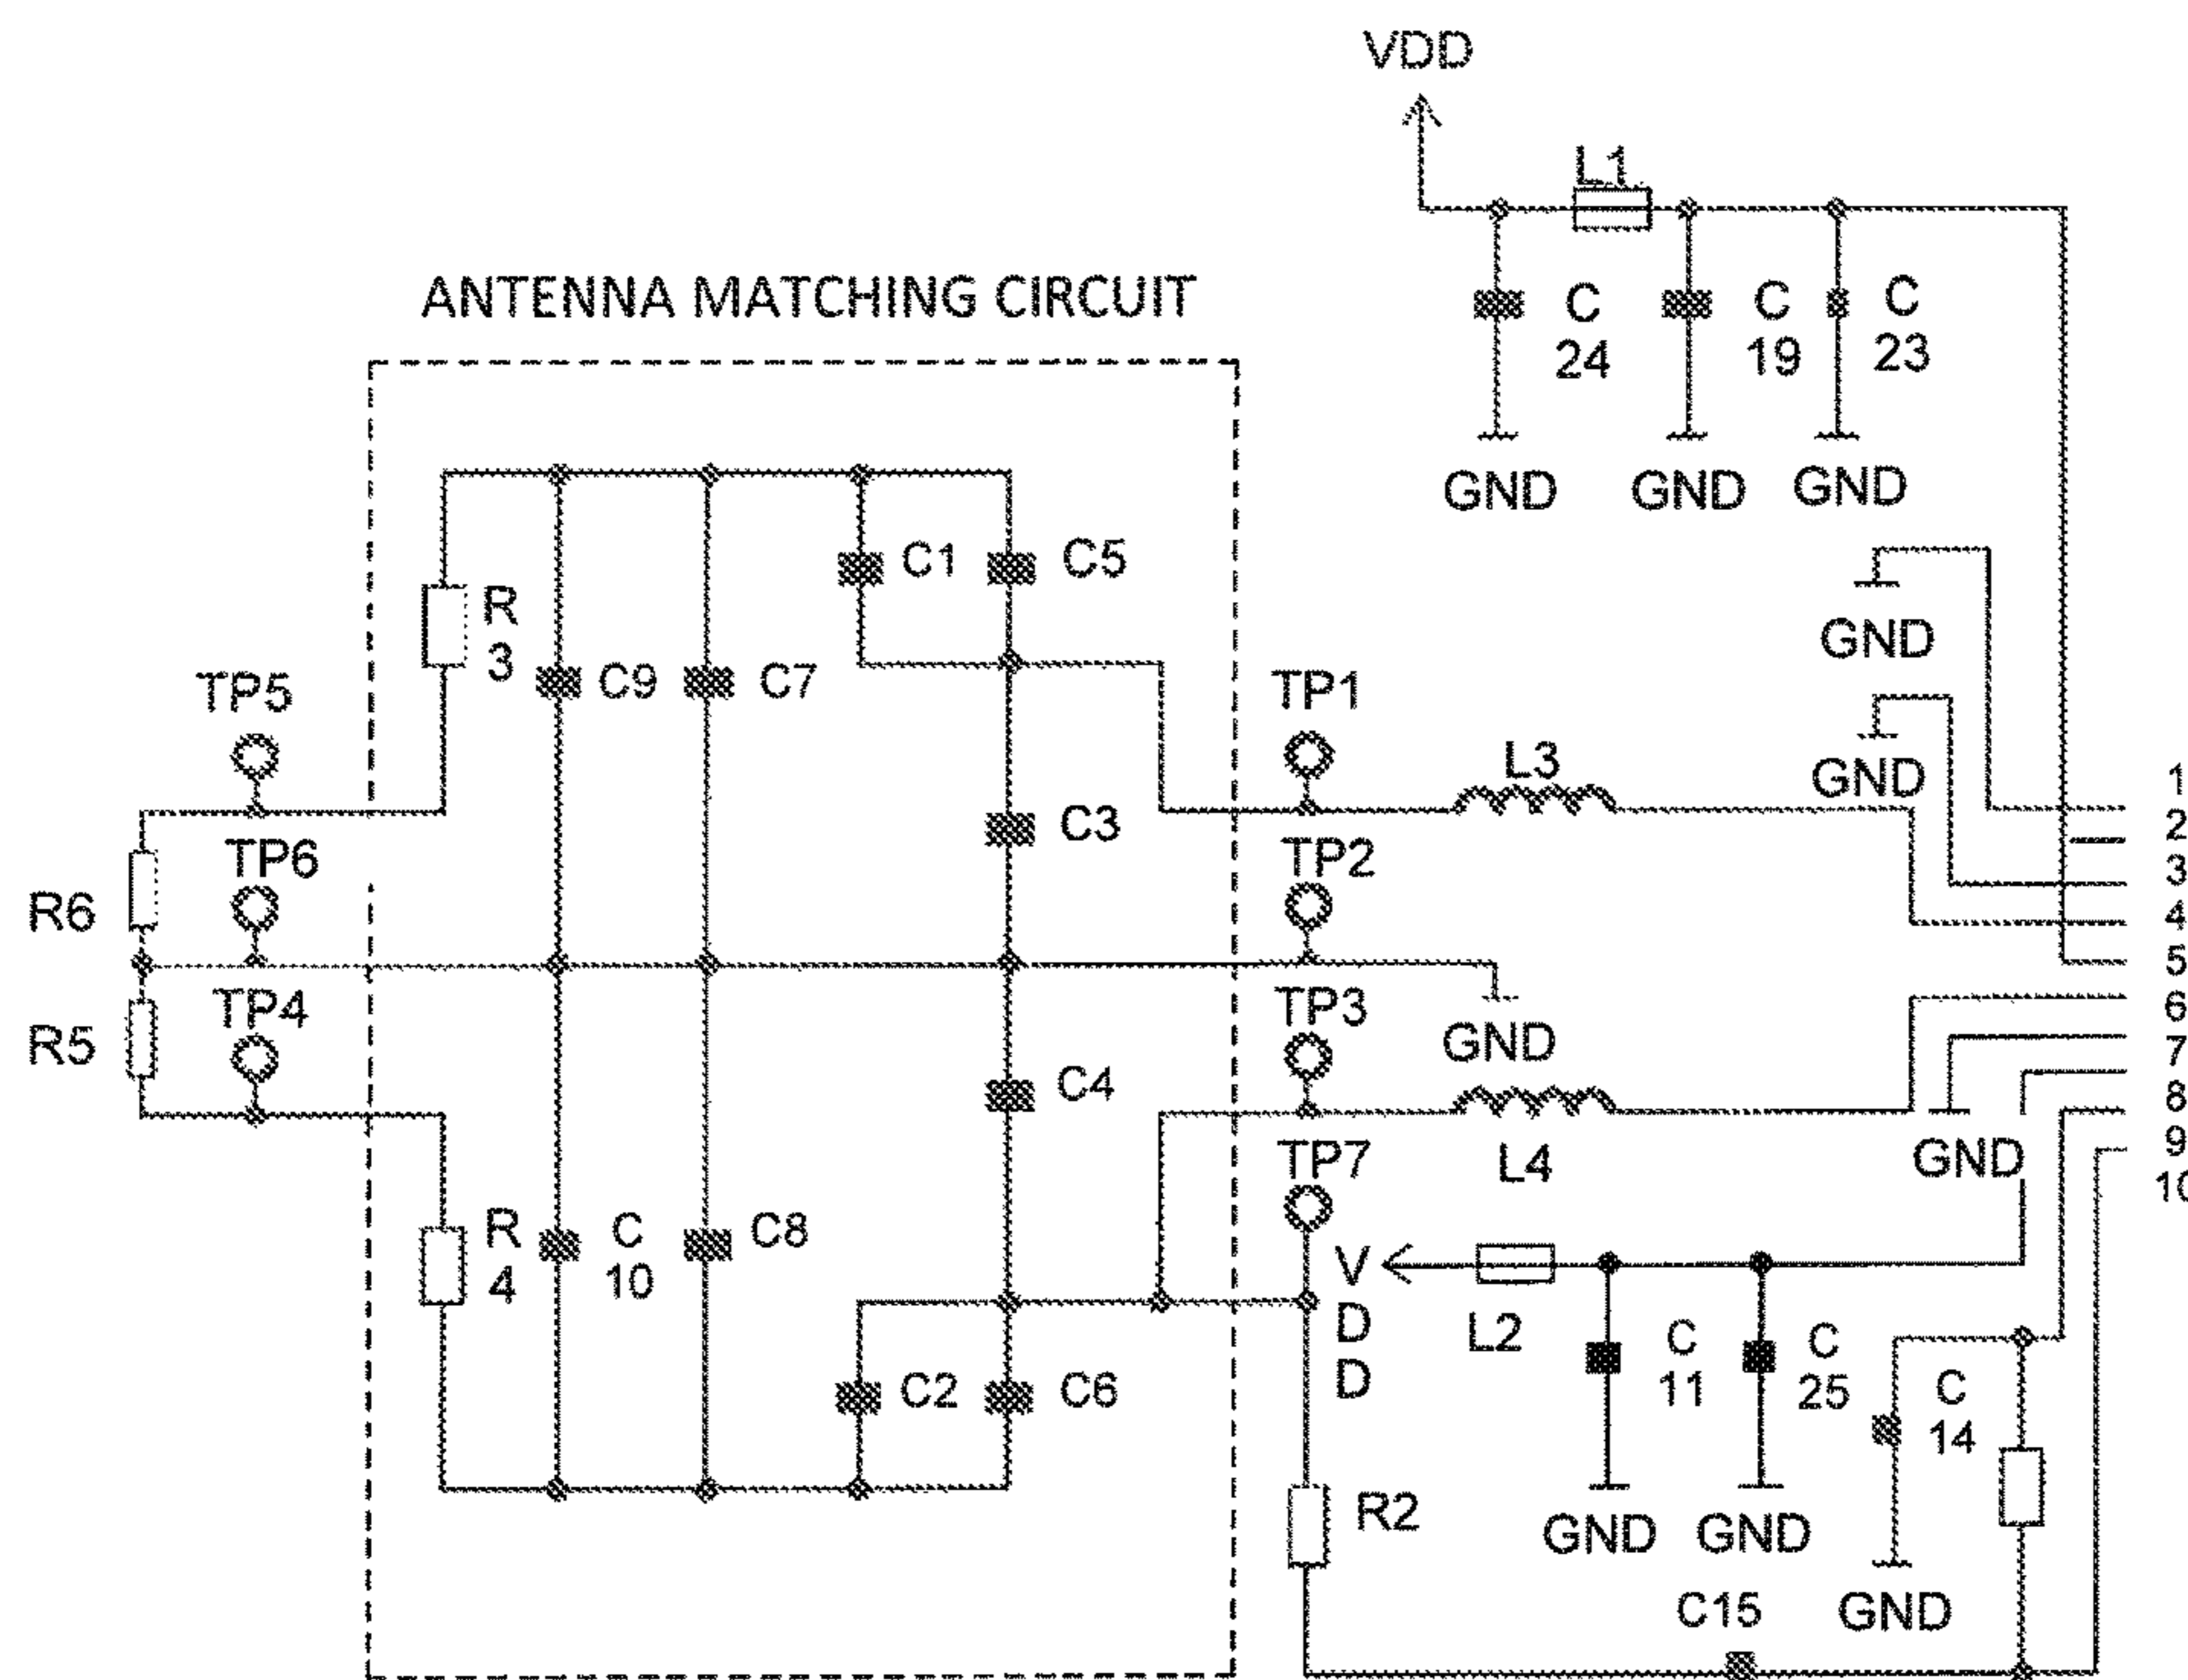 VDD
L1
C
24
C
19
C
23
ANTENNA MATCHING CIRCUIT
GND
GND
GND
R
3
C1
C5
C9
C7
GND
TP5
TP1
L3
GND
C3
TP6
TP2
R6
TP4
TP3
GND
R5
C4
TP7
L4
GND
R
4
C
10
C8
V
D
D
L2
C
11
C
25
C
14
C2
C6
R2
GND
GND
C15
GND
1
2
3
4
5
6
7
8
9
10